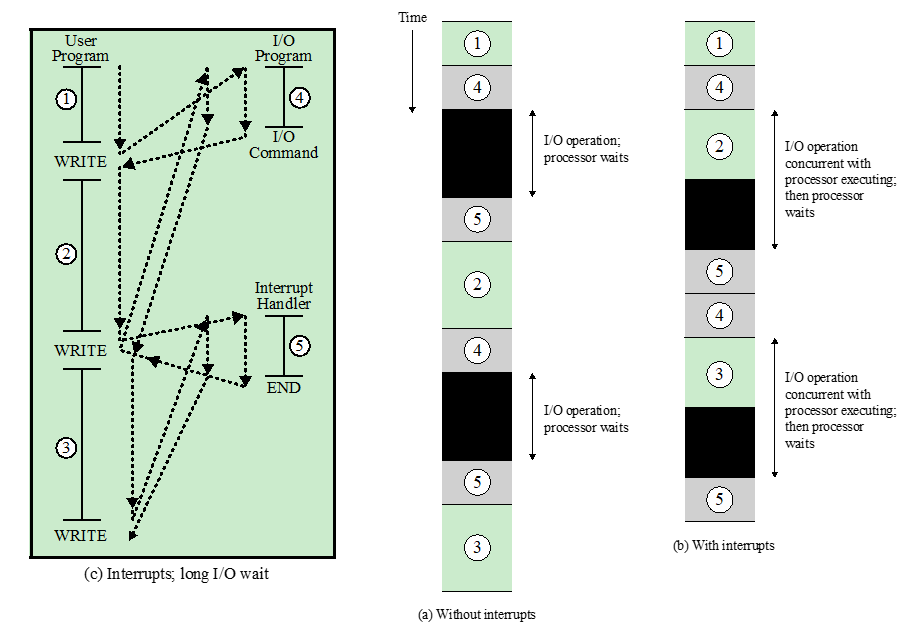 User
Program
I/O
Program
1
4
WRITE
I/O
Command
2
Interrupt
Handler
5
WRITE
END
3
WRITE
(c) Interrupts; long I/O wait
Time
1
4
I/O operation;
processor waits
5
2
4
I/O operation;
processor waits
5
3
(a) Without interrupts
1
4
2
I/O operation
concurrent with
processor executing;
then processor
waits
5
4
3
I/O operation
concurrent with
processor executing;
then processor
waits
5
(b) With interrupts